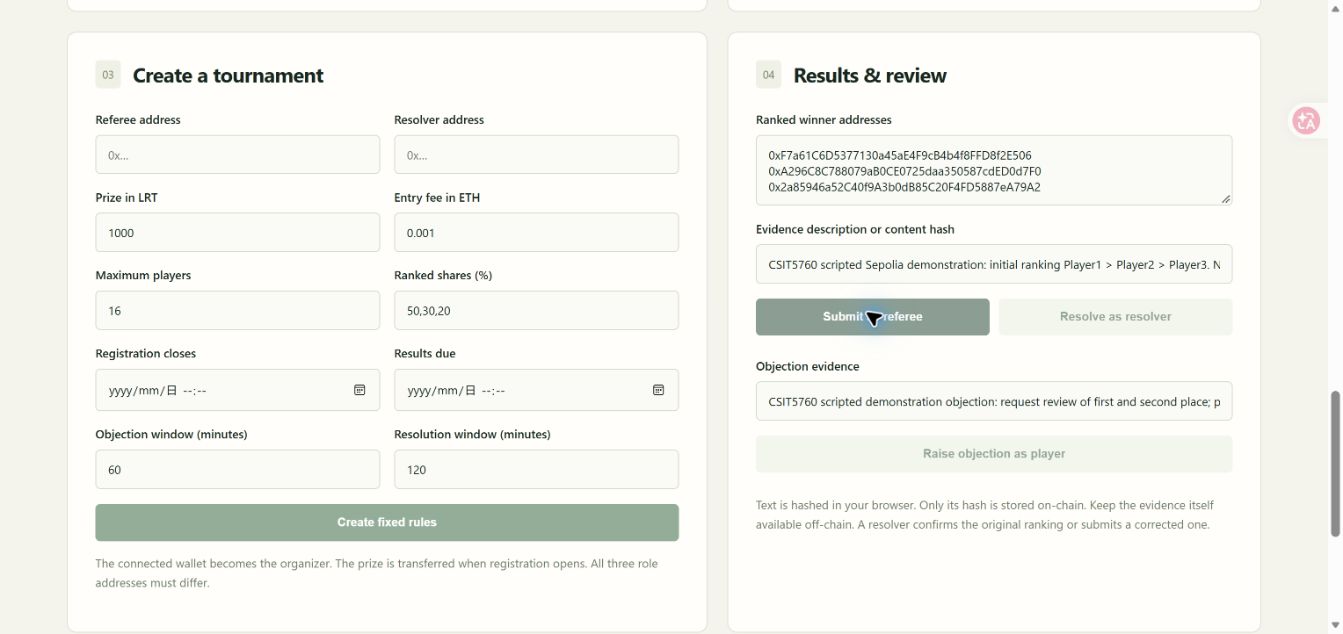 03
Create a tournament
Referee address
Resolver address
0x...
0x...
Prize in LRT
Entry fee in ETH
1000
0.001
Maximum players
Ranked shares (%)
16
50,30,20
Registration closes
Results due
yyyy/mm/日 --:--
yyyy/mm/日 --:--
Objection window (minutes)
Resolution window (minutes)
60
120
Create fixed rules
The connected wallet becomes the organizer. The prize is transferred when registration opens. All three role
addresses must differ.
04
Results & review
Ranked winner addresses
0xF7a61C6D5377130a45aE4F9cB4b4f8FFD8f2E506
0xA296C8C788079aB0CE0725daa350587cdED0d7F0
0x2a85946a52C40f9A3b0dB85C20F4FD5887eA79A2
Evidence description or content hash
CSIT5760 scripted Sepolia demonstration: initial ranking Player1 > Player2 > Player3. N
Submit referee
Resolve as resolver
Objection evidence
CSIT5760 scripted demonstration objection: request review of first and second place; p
Raise objection as player
Text is hashed in your browser. Only its hash is stored on-chain. Keep the evidence itself
available off-chain. A resolver confirms the original ranking or submits a corrected one.